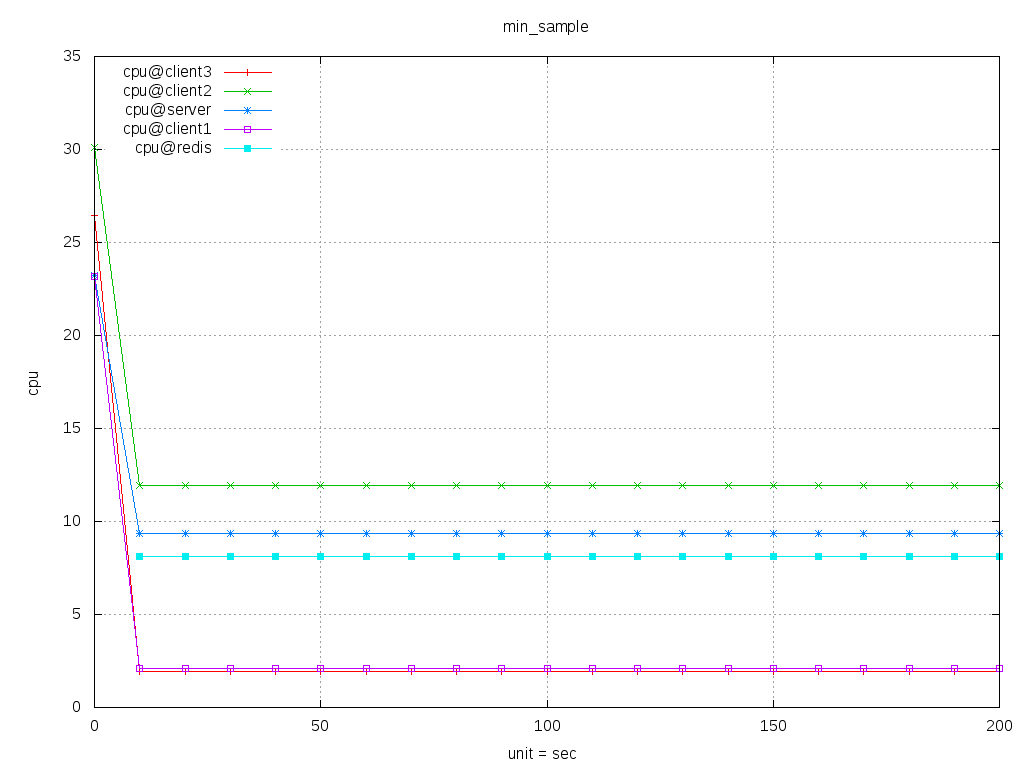 min_sample
35
30
25
20
15
10
5
0
cpu
cpu@client3
cpu@client2
cpu@server
cpu@client1
cpu@redis
0 50 100 150 200
unit = sec